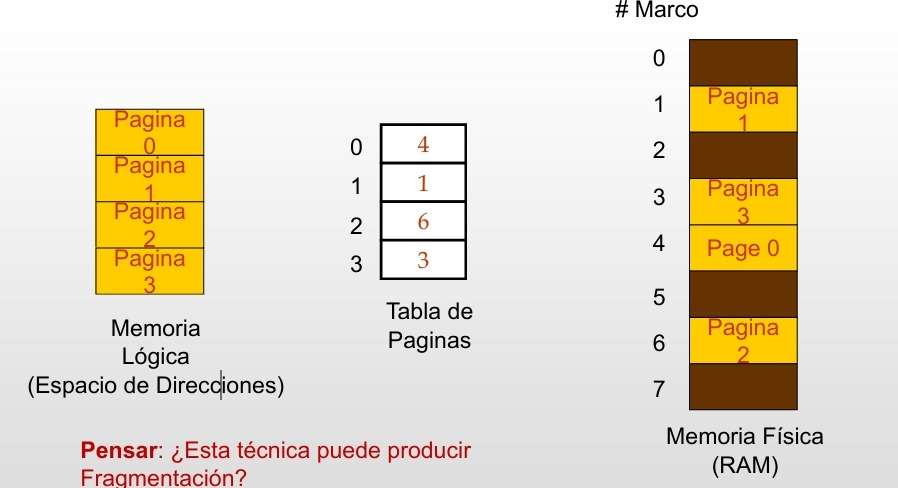 # Marco
0
1
2
3
4
5
6
7
Pagina
1
Pagina
3
Page 0
Pagina
2
Memoria Física
(RAM)
Pagina
0
Pagina
1
Pagina
2
Pagina
3
Memoria
Lógica
(Espacio de Direcciones)
0
1
2
3
4
1
6
3
Tabla de
Paginas
Pensar: ¿Esta técnica puede producir
Fragmentación?